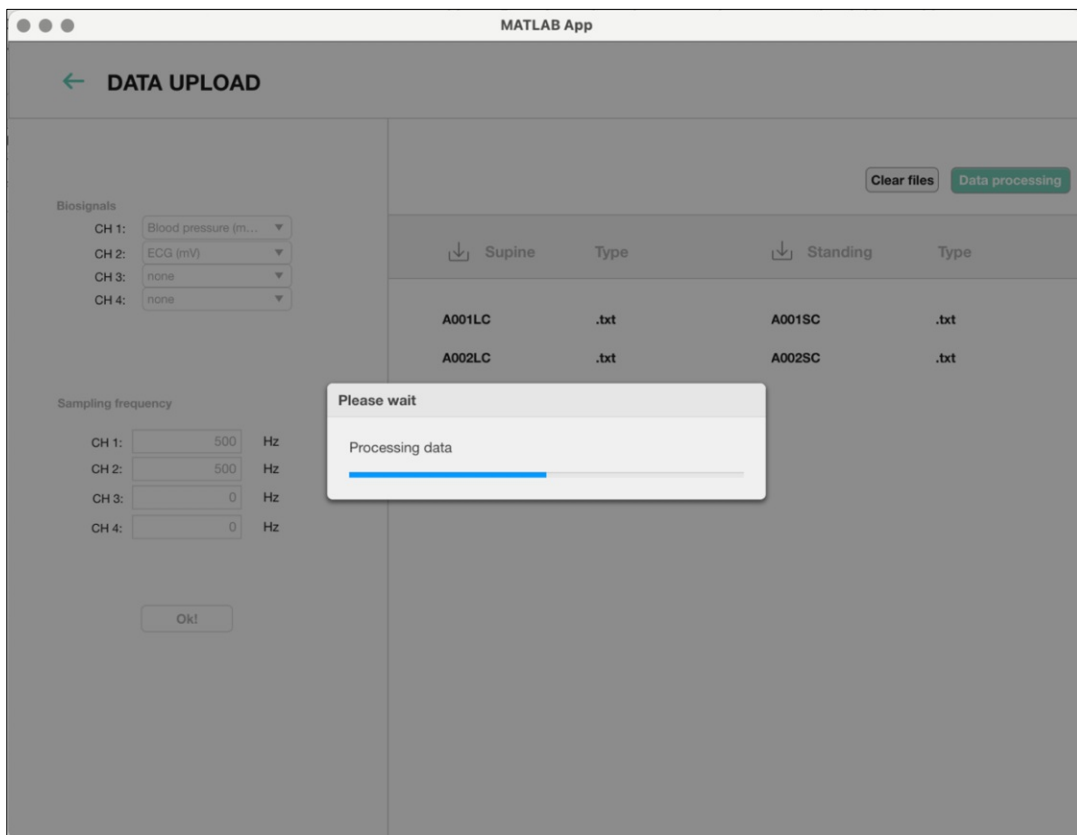 MATLAB App
← DATA UPLOAD
Clear files Data processing
Biosignals
CH 1: Blood pressure (m...
CH 2: ECG (mV)
CH 3: none
CH 4: none
Supine Type Standing Type
A001LC .txt A001SC .txt
A002LC .txt A002SC .txt
Sampling frequency
CH 1: 500 Hz
CH 2: 500 Hz
CH 3: 0 Hz
CH 4: 0 Hz
Ok!
Please wait
Processing data